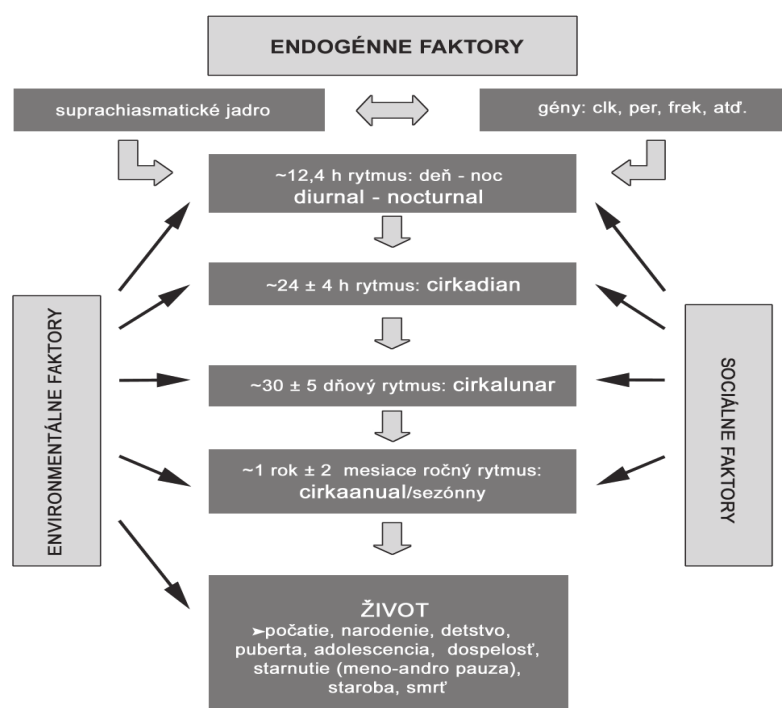 ENDOGÉNNE FAKTORY
suprachiasmatické jadro
gény: clk, per, frek, atď.
~12,4 h rytmus: deň - noc
diurnal - nocturnal
~24 ± 4 h rytmus: cirkadian
~30 ± 5 dňový rytmus: cirkalunar
~1 rok ± 2 mesiace ročný rytmus:
cirkaanual/sezónny
ENVIRONMENTÁLNE FAKTORY
SOCIÁLNE FAKTORY
ŽIVOT
➤počatie, narodenie, detstvo,
puberta, adolescencia, dospelosť,
starnutie (meno-andro pauza),
staroba, smrť